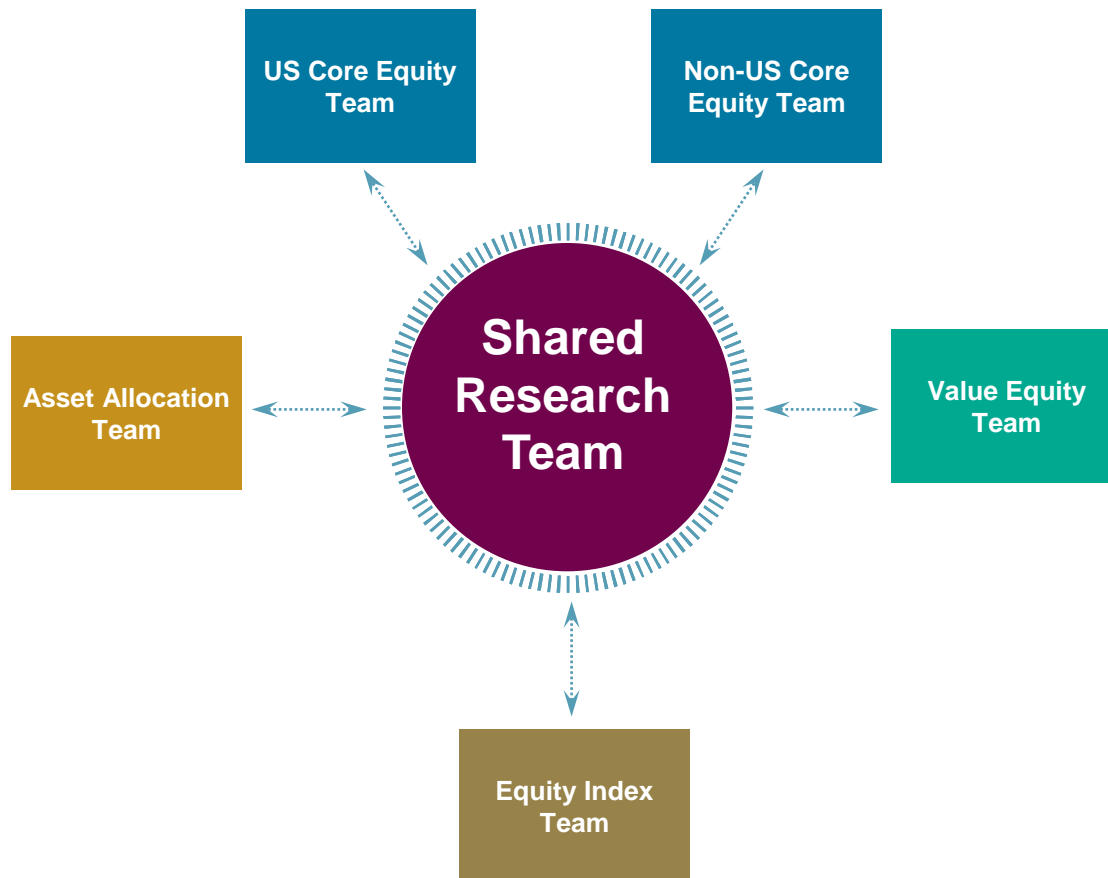 US Core Equity
Team
Non-US Core
Equity Team
Shared
Research
Team
Asset Allocation
Team
Value Equity
Team
Equity Index
Team